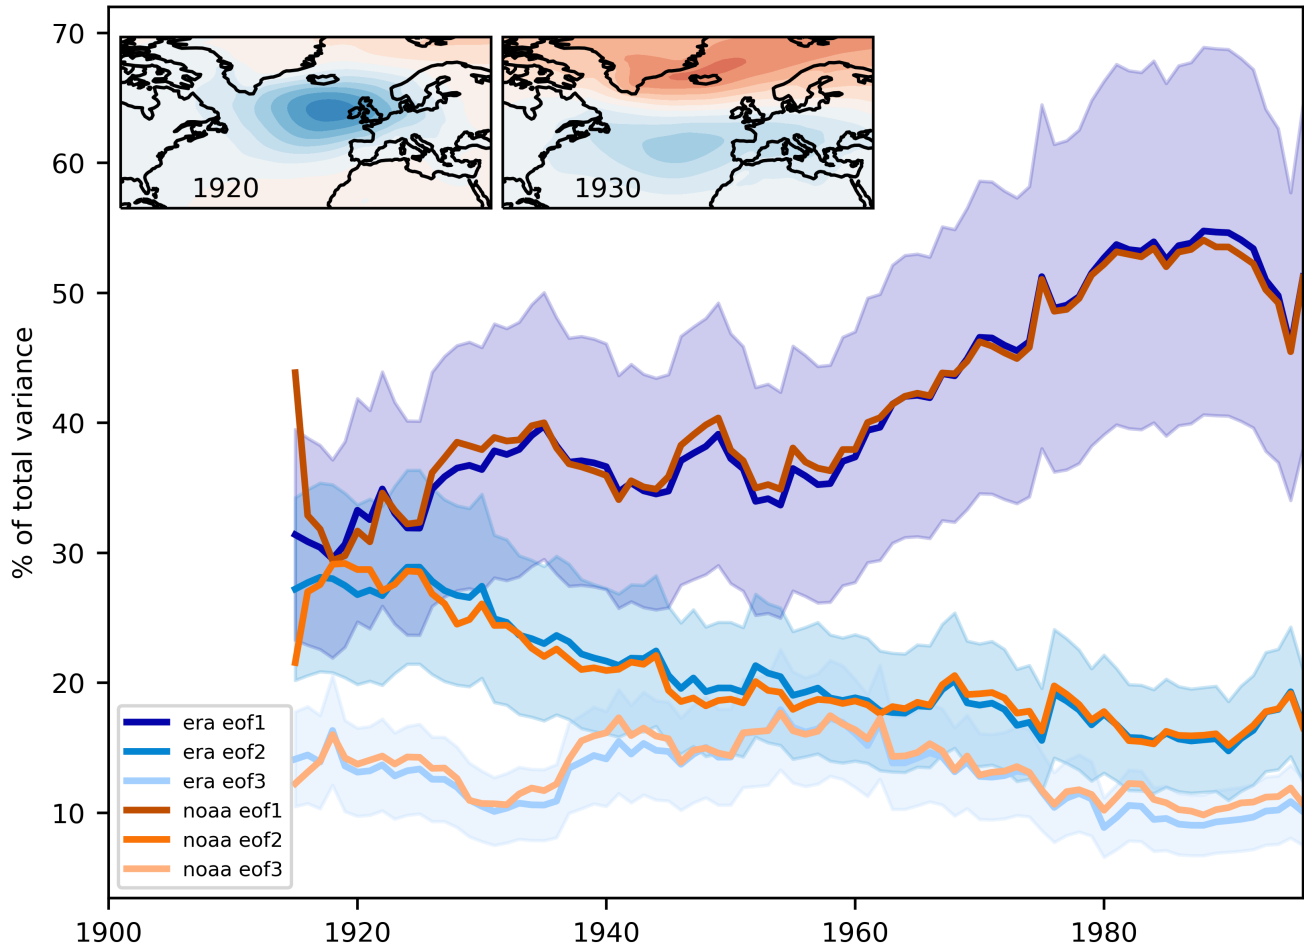 70
60
50
40
30
20
10
% of total variance
1920
1930
era eof1
era eof2
era eof3
noaa eof1
noaa eof2
noaa eof3
1900
1920
1940
1960
1980